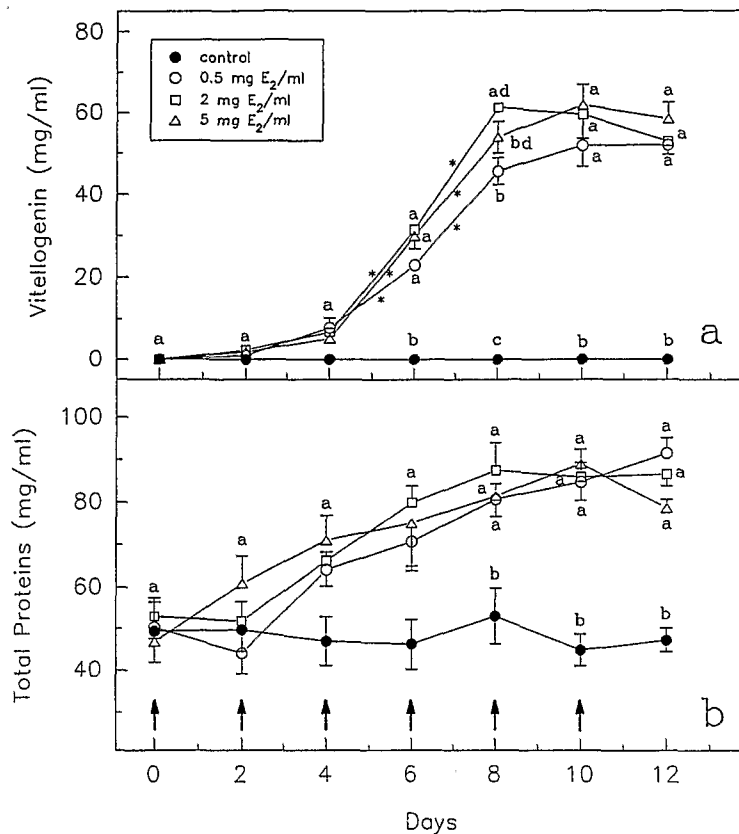 80
60
40
20
0
Vitellogenin (mg/ml)
control
0.5 mg E₂/ml
2 mg E₂/ml
5 mg E₂/ml
a a a a ad a a
a bd a a
a b a a
b c b b
* * * * * *
a
100
80
60
40
Total Proteins (mg/ml)
a a a a a a a
a a a
a a a
b b b
b
0 2 4 6 8 10 12
Days